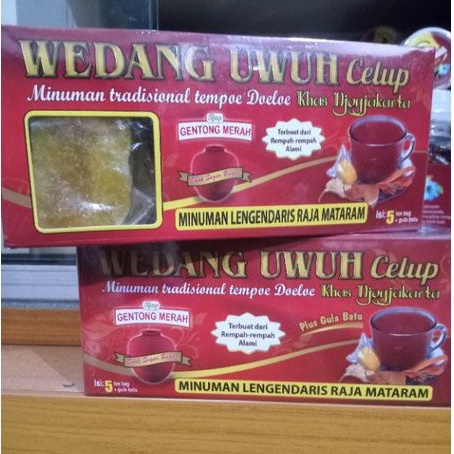 WEDANG UWUH Celup
Minuman tradisional tempoe Doeloe Khas Djogjakarta
GENTONG MERAH
Terbuat dari
Rempah-rempah
Alami
MINUMAN LENGENDARIS RAJA MATARAM
Isi: 5 tea bag
+ gula batu
WEDANG UWUH Celup
Minuman tradisional tempoe Doeloe Khas Djogjakarta
GENTONG MERAH
Terbuat dari
Rempah-rempah
Alami
Plus Gula Batu
Isi: 5 tea bag
+ gula batu
MINUMAN LENGENDARIS RAJA MATARAM